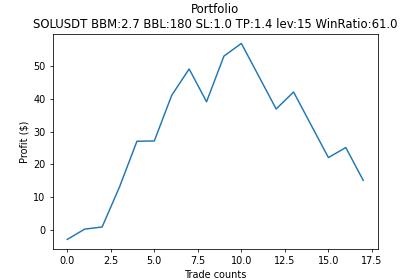 Portfolio
SOLUSDT BBM:2.7 BBL:180 SL:1.0 TP:1.4 lev:15 WinRatio:61.0
Profit ($)
50
40
30
20
10
0
0.0 2.5 5.0 7.5 10.0 12.5 15.0 17.5
Trade counts